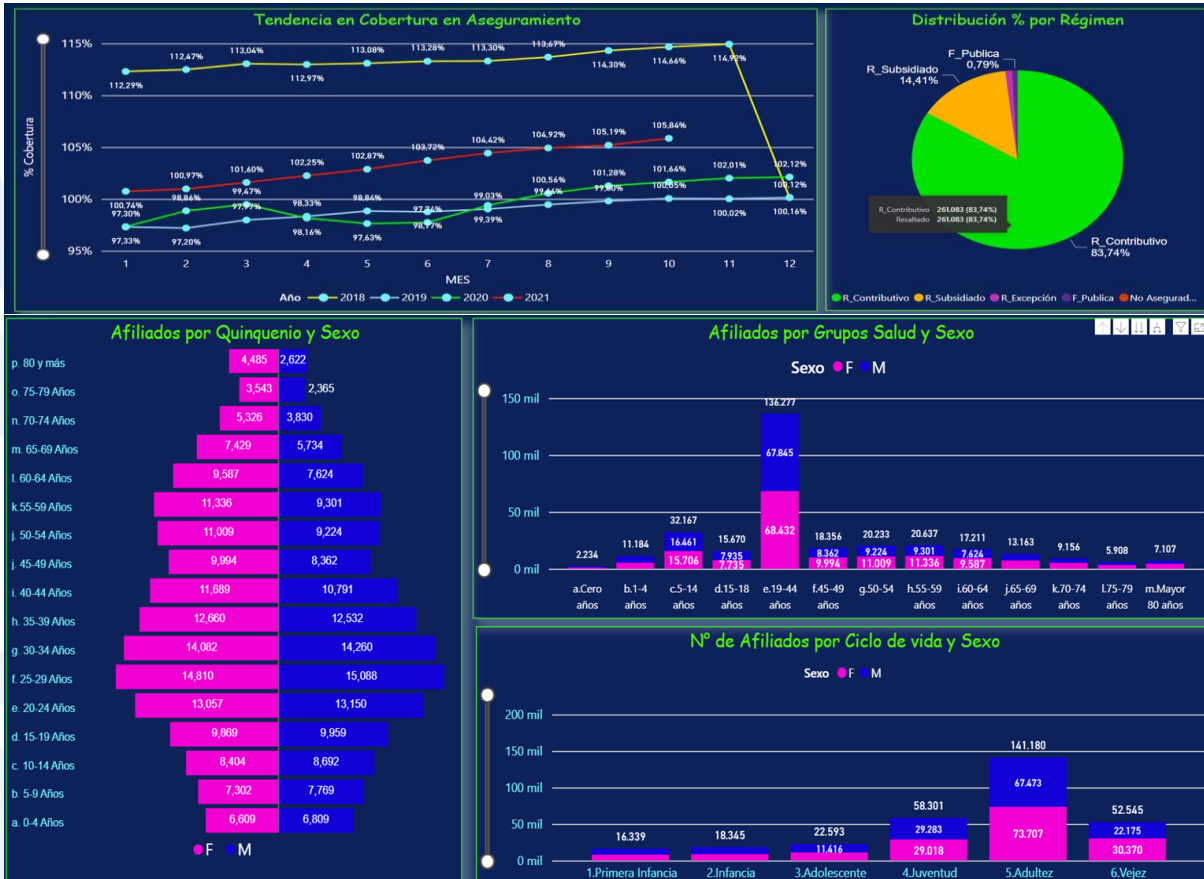 Tendencia en Cobertura en Aseguramiento
115%
110%
105%
100%
95%
% Cobertura
112,29%
112,47%
113,04%
112,97%
113,08%
113,28%
113,30%
113,67%
114,30%
114,66%
114,92%
100,74%
100,97%
101,60%
102,25%
102,87%
103,72%
104,42%
104,92%
105,19%
105,84%
97,30%
98,86%
99,47%
98,33%
98,84%
99,03%
100,56%
101,28%
101,64%
102,01%
102,12%
97,33%
97,20%
98,16%
97,63%
99,39%
100,05%
100,02%
100,12%
100,16%
1 2 3 4 5 6 7 8 9 10 11 12
MES
Año 2018 2019 2020 2021
Distribución % por Régimen
F_Publica
0,79%
R_Subsidiado
14,41%
R_Contributivo 261.083 (83,74%)
Resaltado 261.083 (83,74%)
R_Contributivo
83,74%
R_Contributivo R_Subsidiado R_Excepción F_Publica No Asegurad...
Afiliados por Quinquenio y Sexo
p. 80 y más 4,485 2,622
o. 75-79 Años 3,543 2,365
n. 70-74 Años 5,326 3,830
m. 65-69 Años 7,429 5,734
l. 60-64 Años 9,587 7,624
k 55-59 Años 11,336 9,301
j. 50-54 Años 11,009 9,224
j. 45-49 Años 9,994 8,362
i. 40-44 Años 11,689 10,791
h. 35-39 Años 12,660 12,532
g. 30-34 Años 14,082 14,260
f. 25-29 Años 14,810 15,088
e. 20-24 Años 13,057 13,150
d. 15-19 Años 9,869 9,959
c. 10-14 Años 8,404 8,692
b. 5-9 Años 7,302 7,769
a. 0-4 Años 6,609 6,809
F M
Afiliados por Grupos Salud y Sexo
Sexo F M
150 mil
100 mil
50 mil
0 mil
2.234
11.184
32.167
16.461
15.706
15.670
7.935
7.735
136.277
67.845
68.432
18.356
8.362
9.994
20.233
9.224
11.009
20.637
9.301
11.336
17.211
7.624
9.587
13.163
9.156
5.908
7.107
a.Cero b.1-4 c.5-14 d.15-18 e.19-44 f.45-49 g.50-54 h.55-59 i.60-64 j.65-69 k.70-74 l.75-79 m.Mayor
años años años años años años años años años años años 80 años
Nº de Afiliados por Ciclo de vida y Sexo
Sexo F M
200 mil
150 mil
100 mil
50 mil
0 mil
16.339
18.345
22.593
11.416
58.301
29.283
29.018
141.180
67.473
73.707
52.545
22.175
30.370
1.Primera Infancia 2.Infancia 3.Adolescente 4.Juventud 5.Adultez 6.Vejez